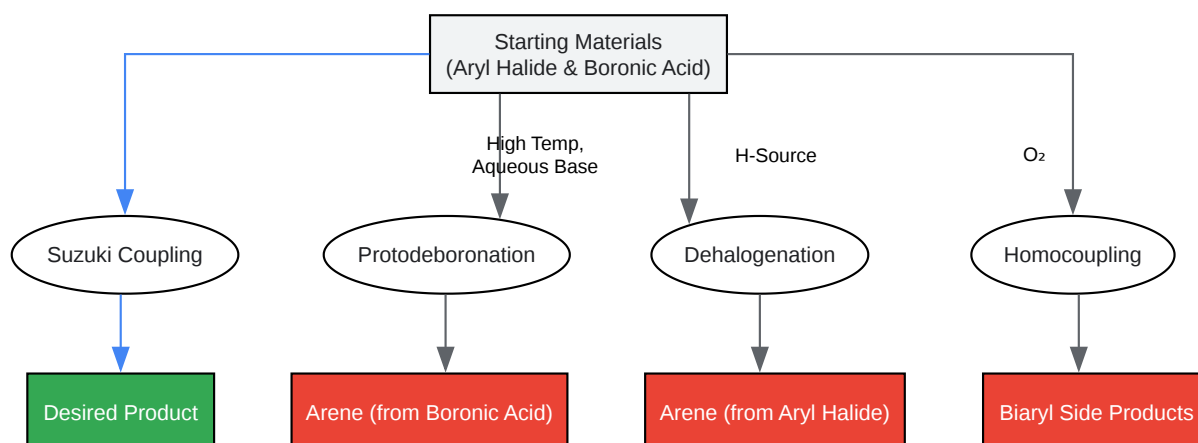 Starting Materials
(Aryl Halide & Boronic Acid)
High Temp,
Aqueous Base
H-Source
O₂
Suzuki Coupling
Protodeboronation
Dehalogenation
Homocoupling
Desired Product
Arene (from Boronic Acid)
Arene (from Aryl Halide)
Biaryl Side Products